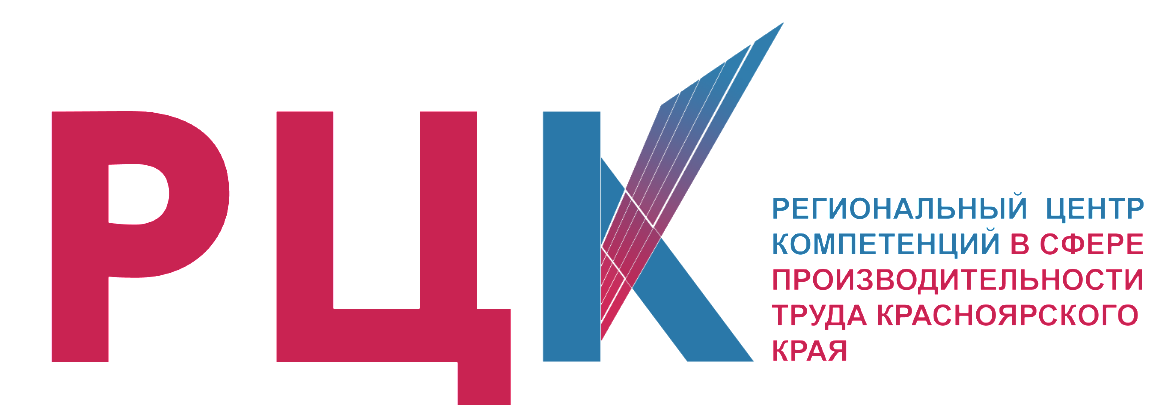 РЦК
РЕГИОНАЛЬНЫЙ ЦЕНТР
КОМПЕТЕНЦИЙ В СФЕРЕ
ПРОИЗВОДИТЕЛЬНОСТИ
ТРУДА КРАСНОЯРСКОГО
КРАЯ